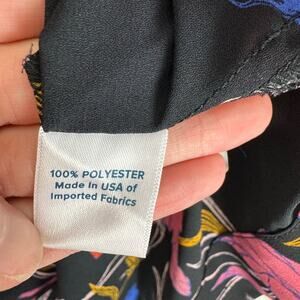 100% POLYESTER
Made in USA of
Imported Fabrics